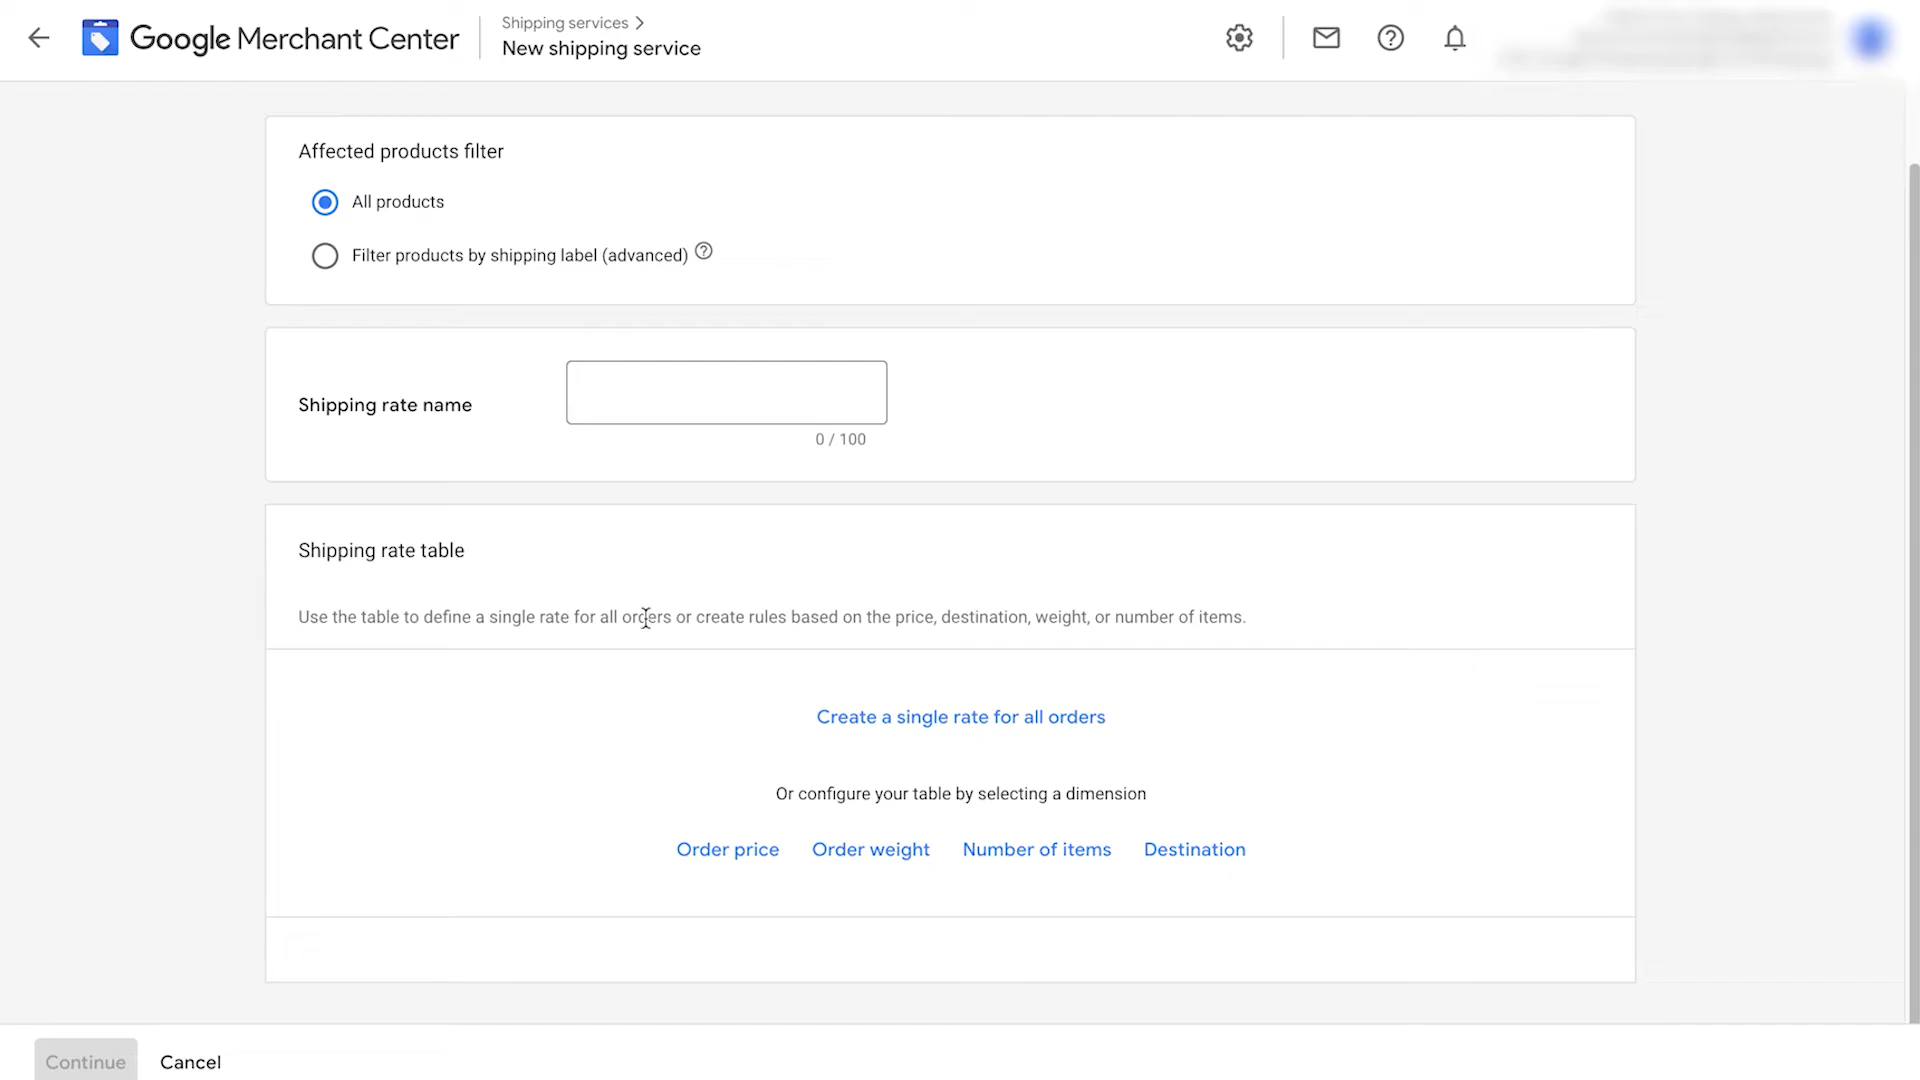 Google Merchant Center
Shipping services
New shipping service
Affected products filter
All products
Filter products by shipping label (advanced)
Shipping rate name
0 / 100
Shipping rate table
Use the table to define a single rate for all orders or create rules based on the price, destination, weight, or number of items.
Create a single rate for all orders
Or configure your table by selecting a dimension
Order price Order weight Number of items Destination
Continue Cancel